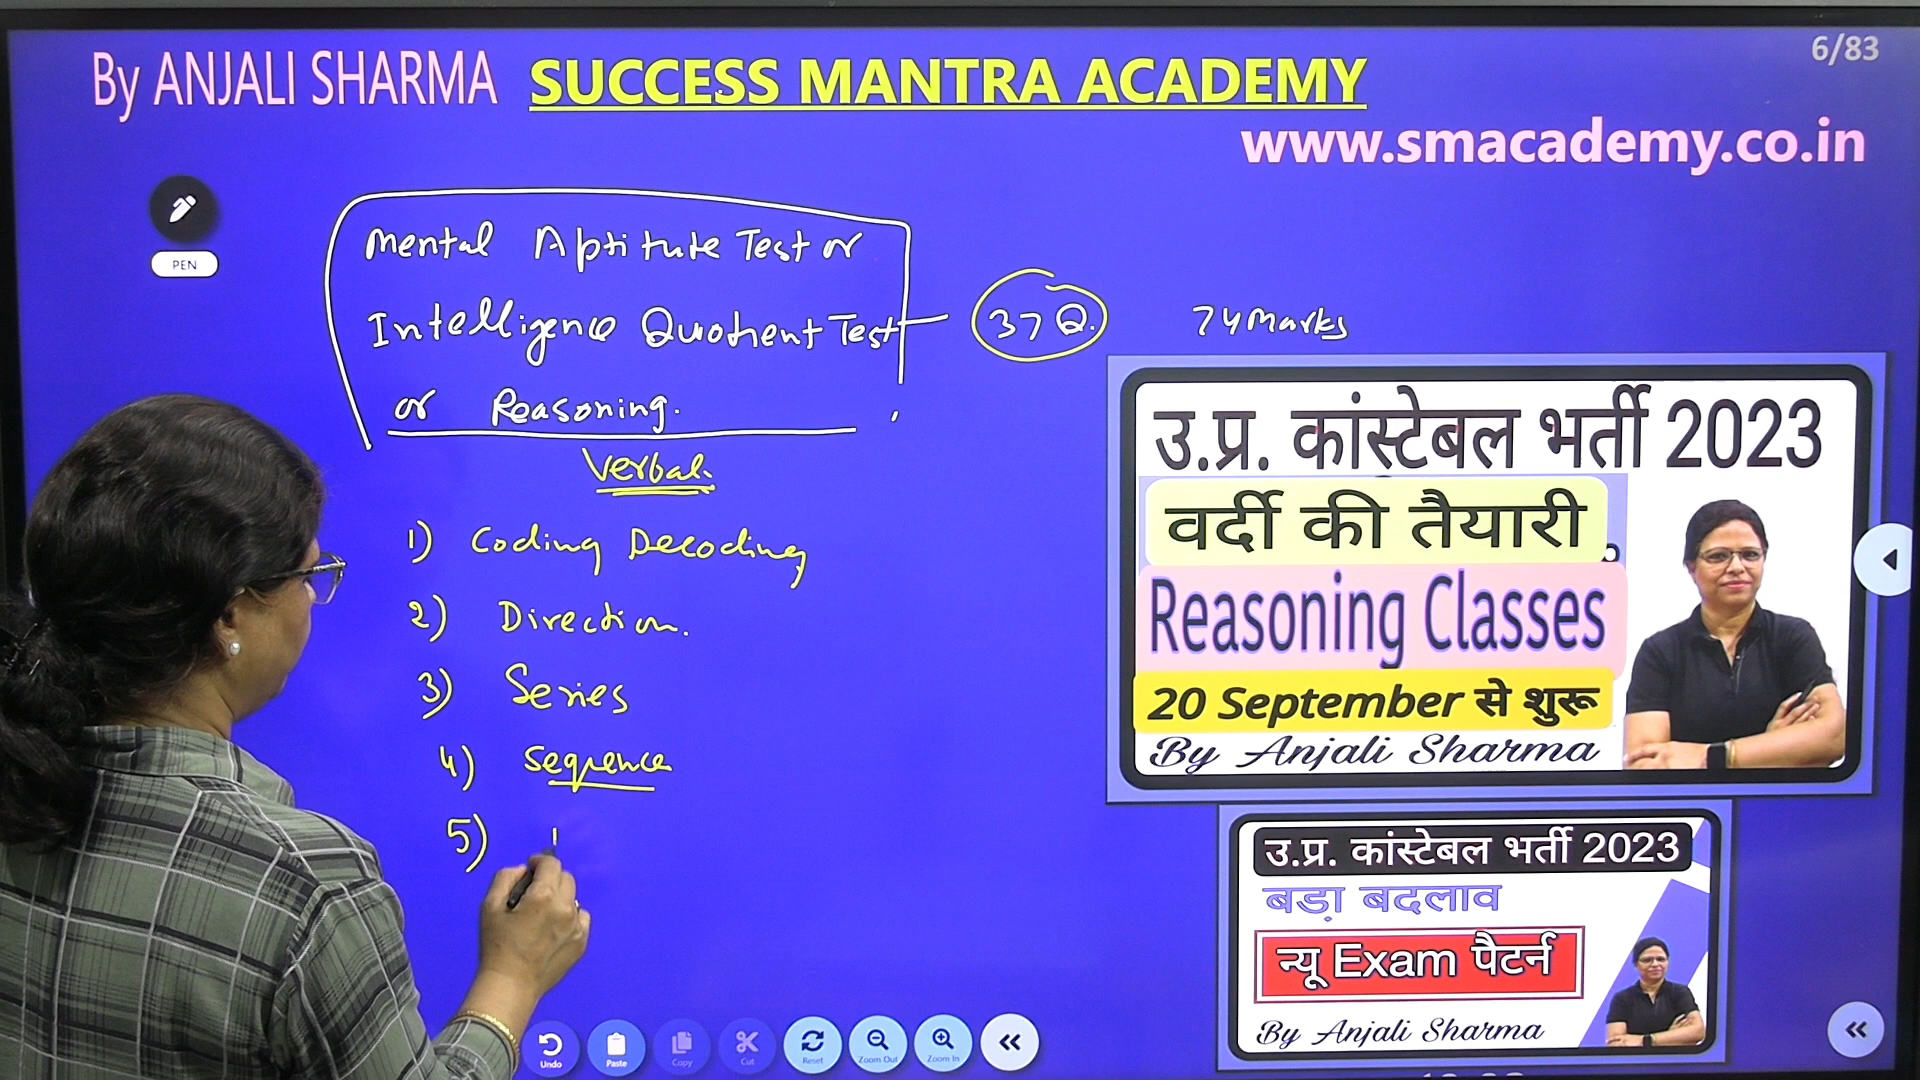 By ANJALI SHARMA SUCCESS MANTRA ACADEMY
6/83
www.smacademy.co.in
PEN
Mental Aptitute Test or
Intelligence Quotient Test
37 Q.
74 Marks
or Reasoning.
Verbal.
1) Coding Decoding
2) Direction.
3) Series
4) Sequence
5)
उ.प्र. कांस्टेबल भर्ती 2023
वर्दी की तैयारी
Reasoning Classes
20 September से शुरू
By Anjali Sharma
उ.प्र. कांस्टेबल भर्ती 2023
बड़ा बदलाव
न्यू Exam पैटर्न
By Anjali Sharma
Undo Paste Copy Cut Reset Zoom Out Zoom In